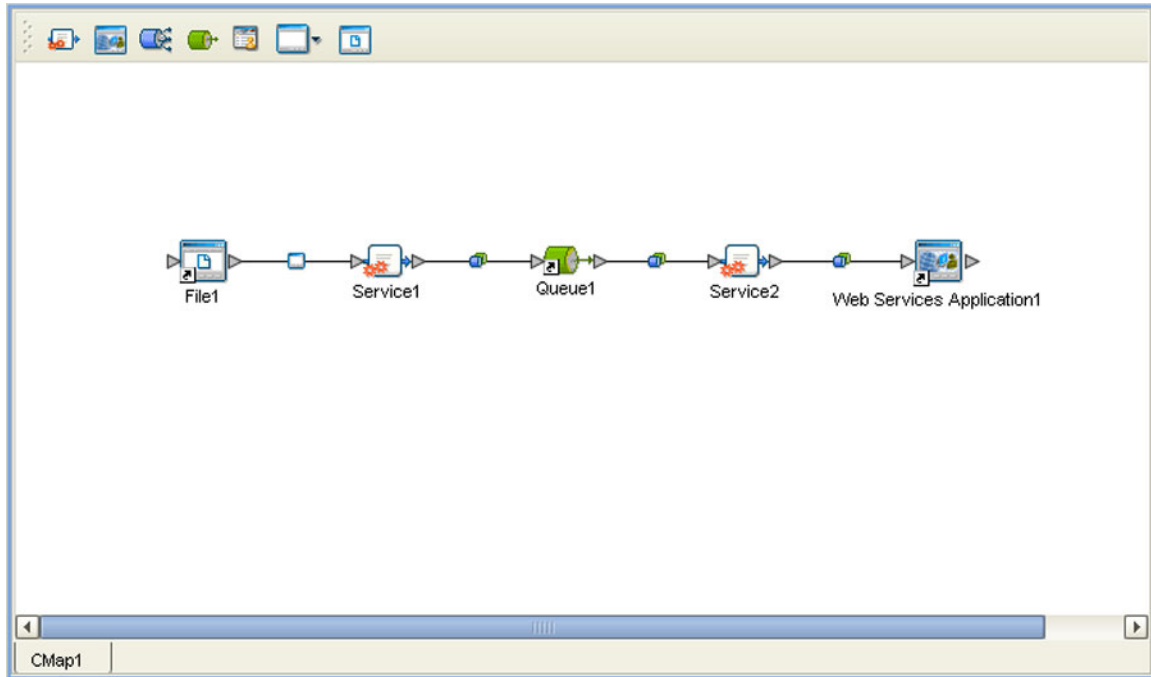 File1
Service1
Queue1
Service2
Web Services Application1
CMap1